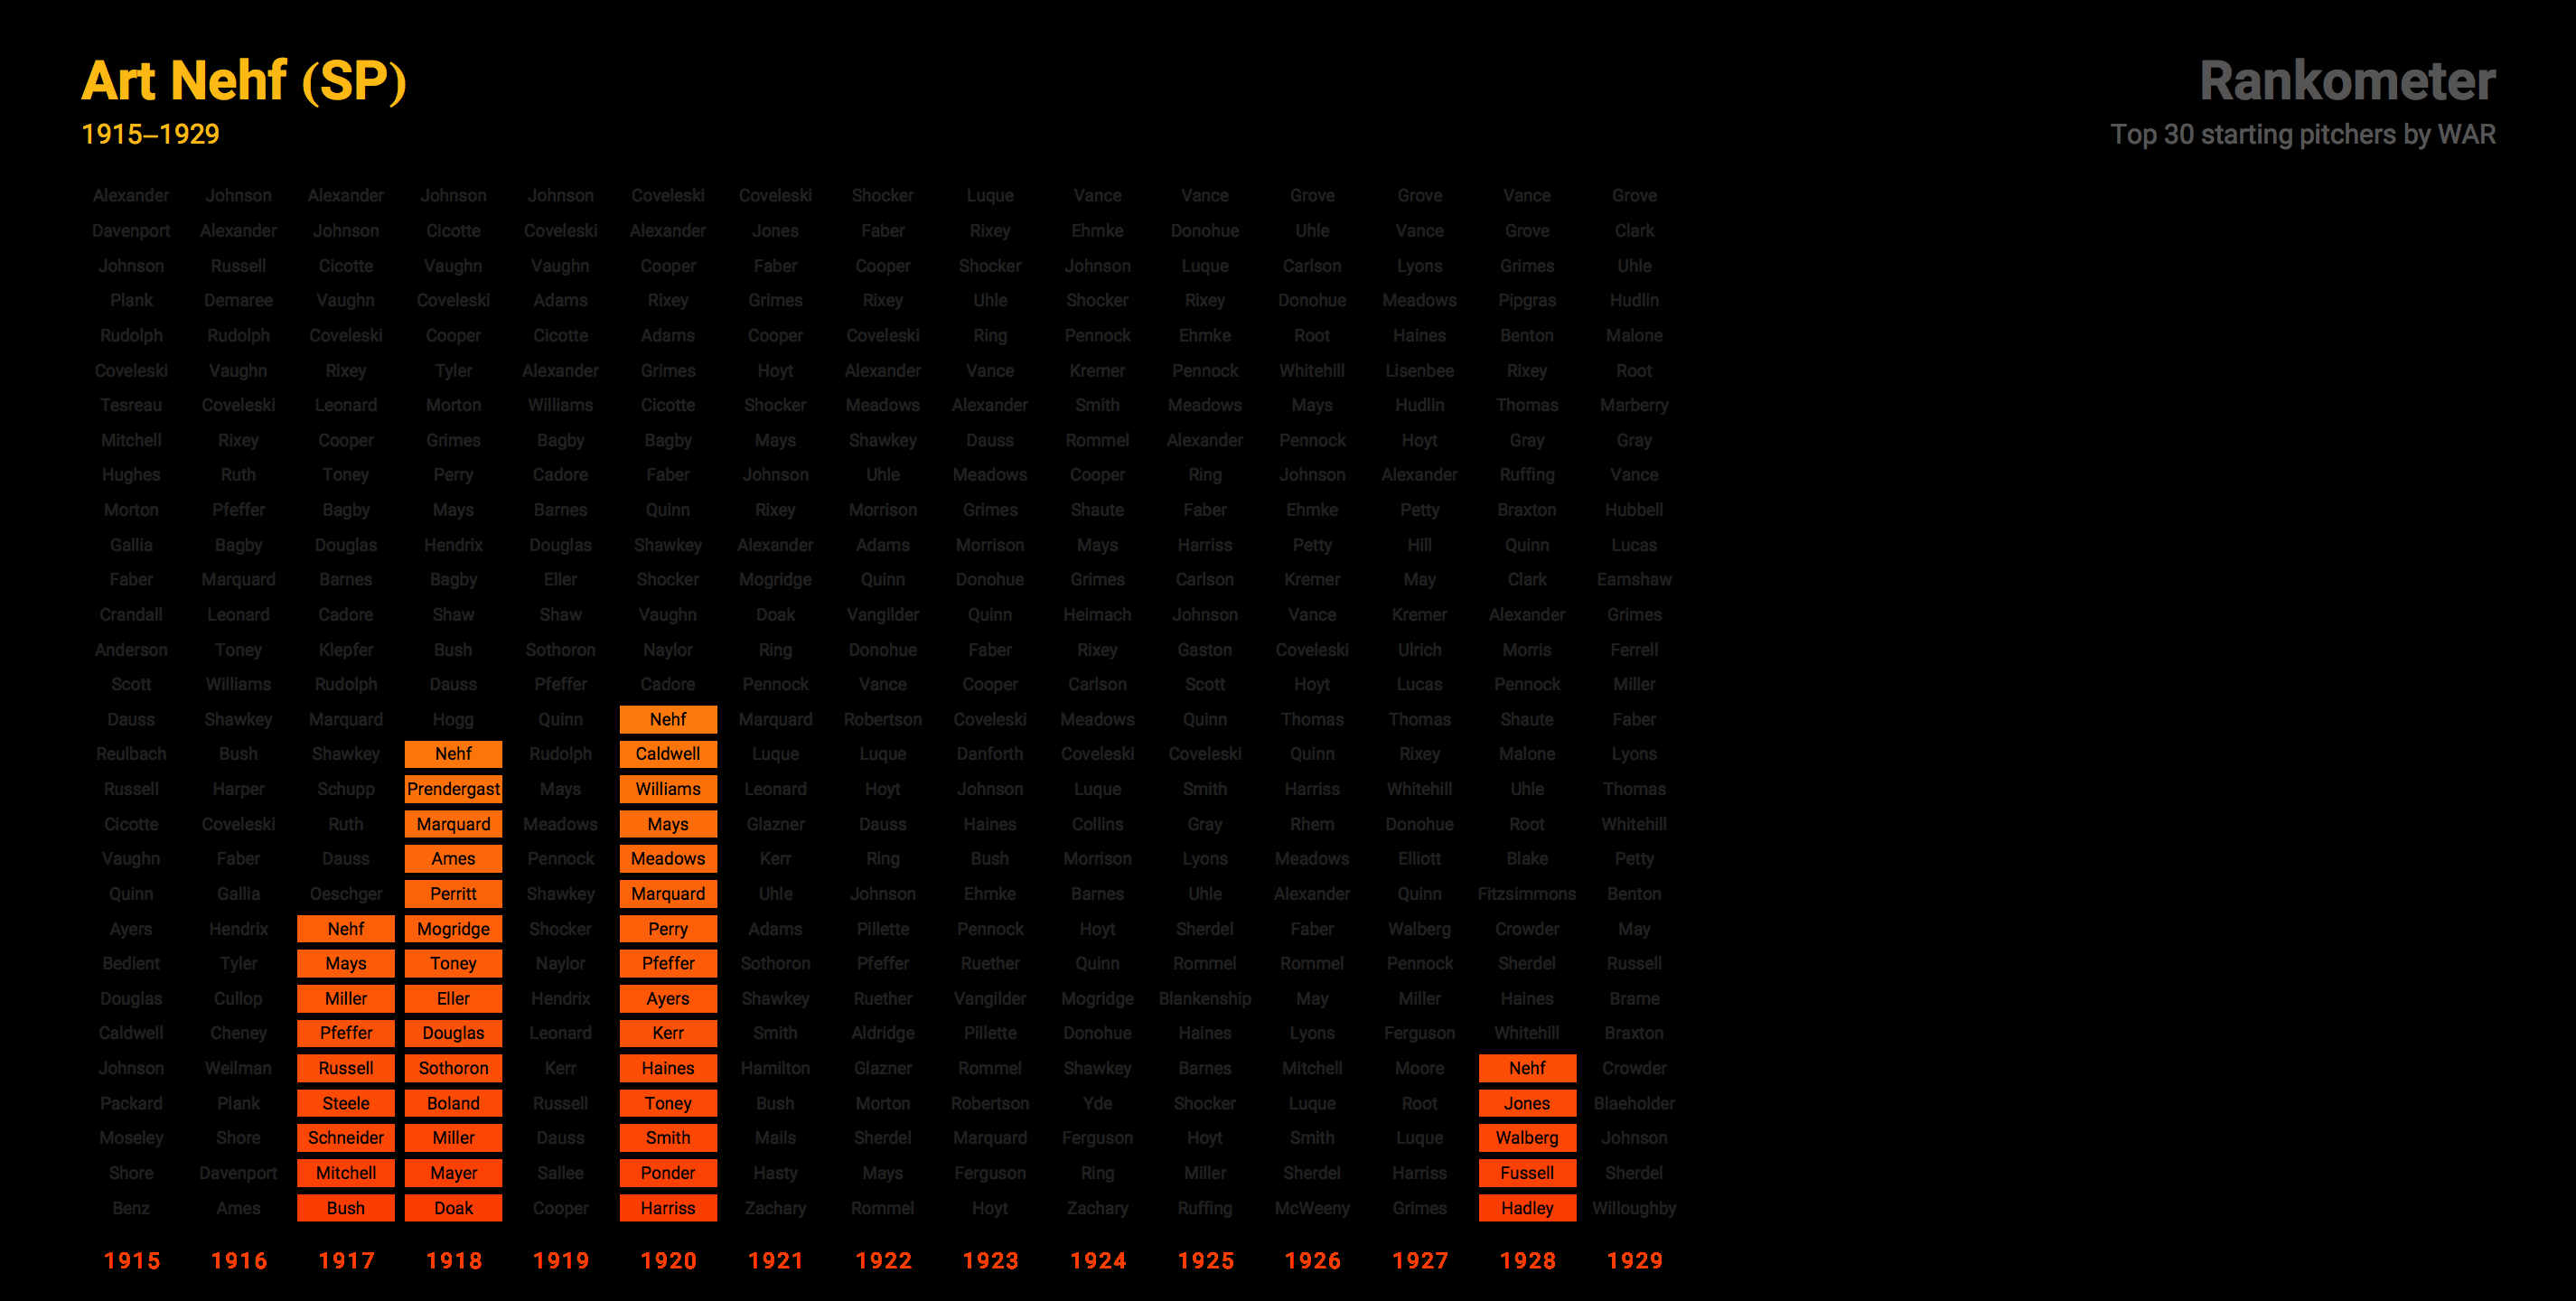 Art Nehf (SP)
1915–1929
Rankometer
Top 30 starting pitchers by WAR
Alexander Johnson Alexander Johnson Johnson Coveleski Coveleski Shocker Luque Vance Vance Grove Grove Vance Grove
Davenport Alexander Johnson Cicotte Coveleski Alexander Jones Faber Rixey Ehmke Donohue Uhle Vance Grove Clark
Johnson Russell Cicotte Vaughn Vaughn Cooper Faber Cooper Shocker Johnson Luque Carlson Lyons Grimes Uhle
Plank Demaree Vaughn Coveleski Adams Rixey Grimes Rixey Uhle Shocker Rixey Donohue Meadows Pipgras Hudlin
Rudolph Rudolph Coveleski Cooper Cicotte Adams Cooper Coveleski Ring Pennock Ehmke Root Haines Benton Malone
Coveleski Vaughn Rixey Tyler Alexander Grimes Hoyt Alexander Vance Kremer Pennock Whitehill Lisenbee Rixey Root
Tesreau Coveleski Leonard Morton Williams Cicotte Shocker Meadows Alexander Smith Meadows Mays Hudlin Thomas Marberry
Mitchell Rixey Cooper Grimes Bagby Bagby Mays Shawkey Dauss Rommel Alexander Pennock Hoyt Gray Gray
Hughes Ruth Toney Perry Cadore Faber Johnson Uhle Meadows Cooper Ring Johnson Alexander Ruffing Vance
Morton Pfeffer Bagby Mays Barnes Quinn Rixey Morrison Grimes Shaute Faber Ehmke Petty Braxton Hubbell
Gallia Bagby Douglas Hendrix Douglas Shawkey Alexander Adams Morrison Mays Harriss Petty Hill Quinn Lucas
Faber Marquard Barnes Bagby Eller Shocker Mogridge Quinn Donohue Grimes Carlson Kremer May Clark Earnshaw
Crandall Leonard Cadore Shaw Shaw Vaughn Doak Vangilder Quinn Heimach Johnson Vance Kremer Alexander Grimes
Anderson Toney Klepfer Bush Sothoron Naylor Ring Donohue Faber Rixey Gaston Coveleski Ulrich Morris Ferrell
Scott Williams Rudolph Dauss Pfeffer Cadore Pennock Vance Cooper Carlson Scott Hoyt Lucas Pennock Miller
Dauss Shawkey Marquard Hogg Quinn Nehf Marquard Robertson Coveleski Meadows Quinn Thomas Thomas Shaute Faber
Reulbach Bush Shawkey Nehf Rudolph Caldwell Luque Luque Danforth Coveleski Coveleski Quinn Rixey Malone Lyons
Russell Harper Schupp Prendergast Mays Williams Leonard Hoyt Johnson Luque Smith Harriss Whitehill Uhle Thomas
Cicotte Coveleski Ruth Marquard Meadows Mays Glazner Dauss Haines Collins Gray Rhem Donohue Root Whitehill
Vaughn Faber Dauss Ames Pennock Meadows Kerr Ring Bush Morrison Lyons Meadows Elliott Blake Petty
Quinn Gallia Oeschger Perritt Shawkey Marquard Uhle Johnson Ehmke Barnes Uhle Alexander Quinn Fitzsimmons Benton
Ayers Hendrix Nehf Mogridge Shocker Perry Adams Pillette Pennock Hoyt Sherdel Faber Walberg Crowder May
Bedient Tyler Mays Toney Naylor Pfeffer Sothoron Pfeffer Ruether Quinn Rommel Rommel Pennock Sherdel Russell
Douglas Cullop Miller Eller Hendrix Ayers Shawkey Ruether Vangilder Mogridge Blankenship May Miller Haines Brame
Caldwell Cheney Pfeffer Douglas Leonard Kerr Smith Aldridge Pillette Donohue Haines Lyons Ferguson Whitehill Braxton
Johnson Weilman Russell Sothoron Kerr Haines Hamilton Glazner Rommel Shawkey Barnes Mitchell Moore Nehf Crowder
Packard Plank Steele Boland Russell Toney Bush Morton Robertson Yde Shocker Luque Root Jones Blaeholder
Moseley Shore Schneider Miller Dauss Smith Mails Sherdel Marquard Ferguson Hoyt Smith Luque Walberg Johnson
Shore Davenport Mitchell Mayer Sallee Ponder Hasty Mays Ferguson Ring Miller Sherdel Harriss Fussell Sherdel
Benz Ames Bush Doak Cooper Harriss Zachary Rommel Hoyt Zachary Ruffing McWeeny Grimes Hadley Willoughby
1915 1916 1917 1918 1919 1920 1921 1922 1923 1924 1925 1926 1927 1928 1929